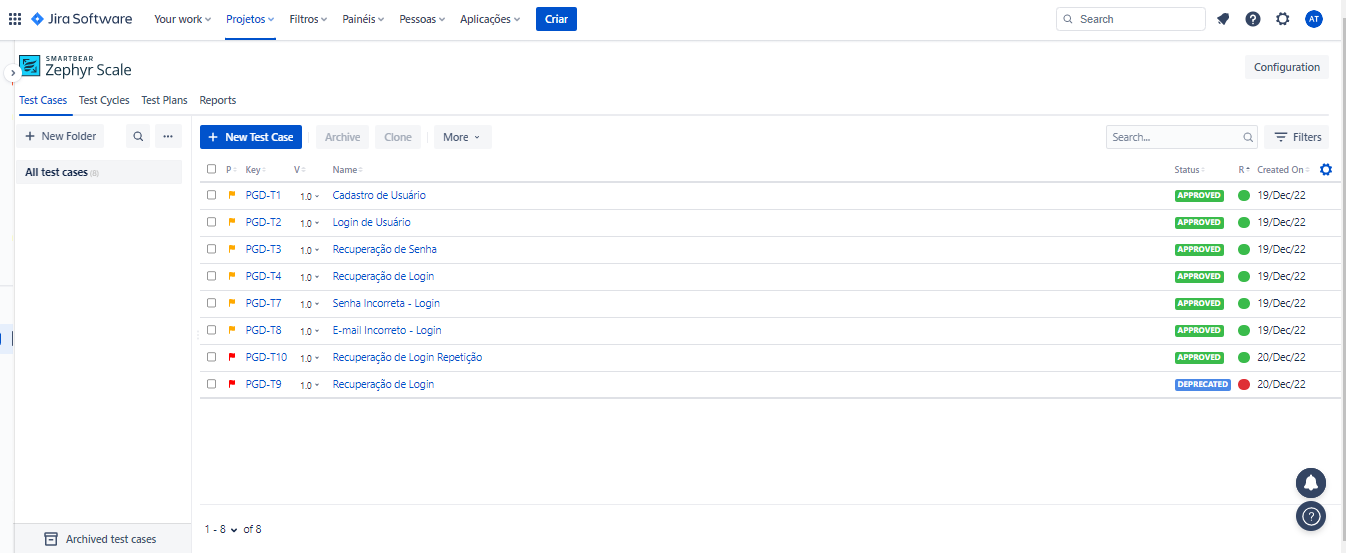 Jira Software Your work Projetos Filtros Painéis Pessoas Aplicações Criar Search AT
SMARTBEAR
Zephyr Scale
Configuration
Test Cases Test Cycles Test Plans Reports
+ New Folder ... + New Test Case Archive Clone More Search... Filters
All test cases (8)
P Key V Name Status R Created On
PGD-T1 1.0 Cadastro de Usuário APPROVED 19/Dec/22
PGD-T2 1.0 Login de Usuário APPROVED 19/Dec/22
PGD-T3 1.0 Recuperação de Senha APPROVED 19/Dec/22
PGD-T4 1.0 Recuperação de Login APPROVED 19/Dec/22
PGD-T7 1.0 Senha Incorreta - Login APPROVED 19/Dec/22
PGD-T8 1.0 E-mail Incorreto - Login APPROVED 19/Dec/22
PGD-T10 1.0 Recuperação de Login Repetição APPROVED 20/Dec/22
PGD-T9 1.0 Recuperação de Login DEPRECATED 20/Dec/22
1 - 8 of 8
Archived test cases